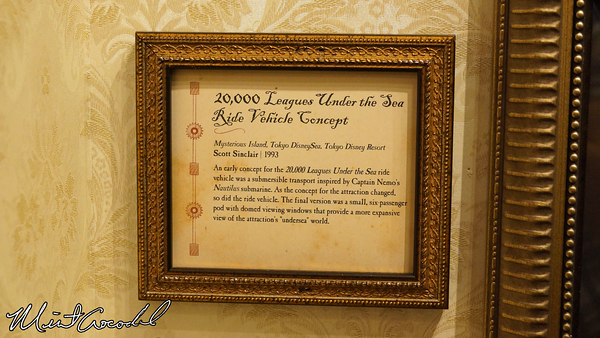 20,000 Leagues Under the Sea
Ride Vehicle Concept
Mysterious Island, Tokyo DisneySea, Tokyo Disney Resort
Scott Sinclair | 1993
An early concept for the 20,000 Leagues Under the Sea ride
vehicle was a submersible transport inspired by Captain Nemo's
Nautilus submarine. As the concept for the attraction changed,
so did the ride vehicle. The final version was a small, six-passenger
pod with domed viewing windows that provide a more expansive
view of the attraction's "undersea" world.
Mint Crocodile